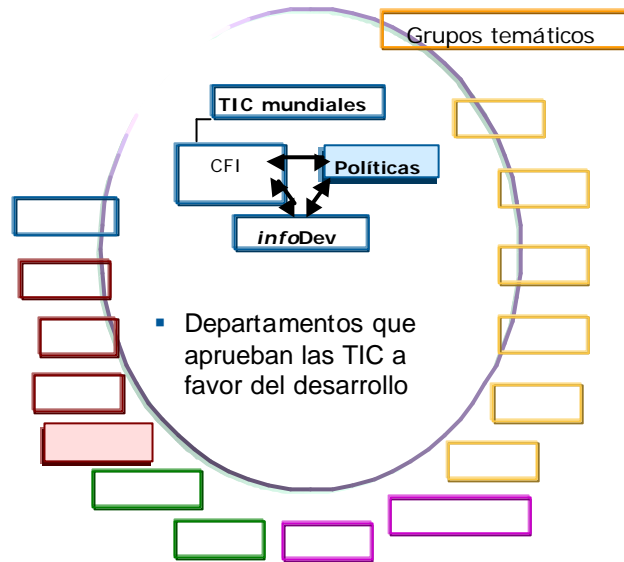 Grupos temáticos
TIC mundiales
CFI
Políticas
infoDev
▪ Departamentos que
aprueban las TIC a
favor del desarrollo